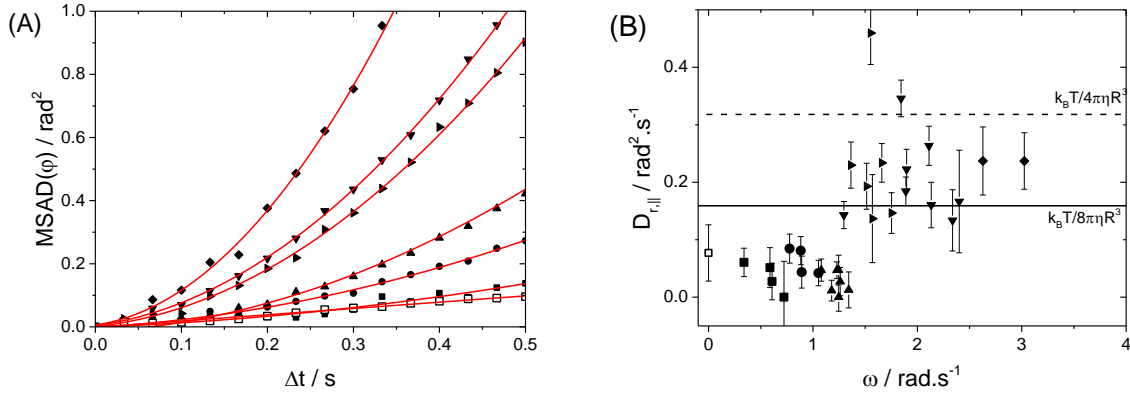 (A)
MSAD(φ) / rad²
1.0
0.8
0.6
0.4
0.2
0.0
0.0 0.1 0.2 0.3 0.4 0.5
Δt / s
(B)
D_r,|| / rad².s⁻¹
0.4
0.2
0.0
k_BT/4πηR³
k_BT/8πηR³
0 1 2 3 4
ω / rad.s⁻¹